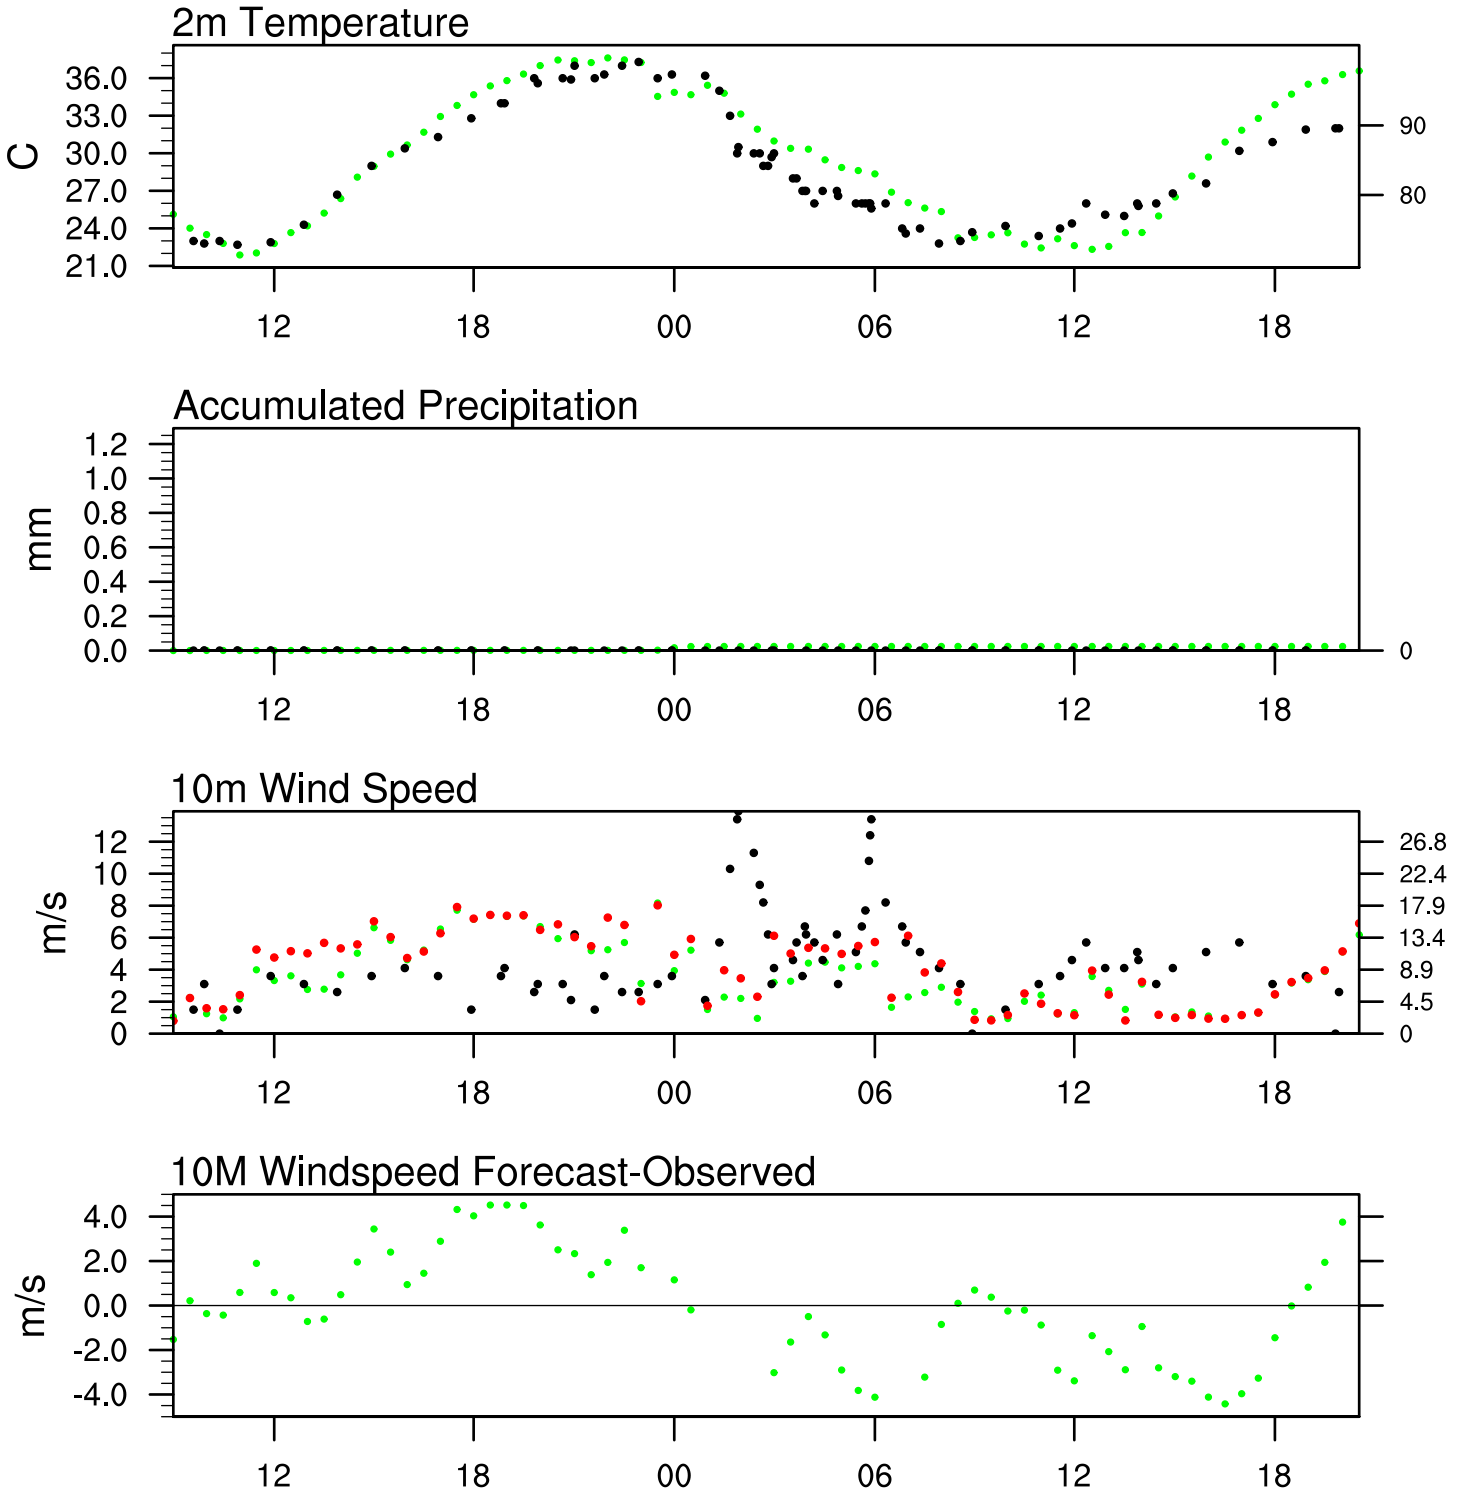 2m Temperature
36.0
33.0
30.0
27.0
24.0
21.0
C
90
80
12 18 00 06 12 18
Accumulated Precipitation
1.2
1.0
0.8
0.6
0.4
0.2
0.0
mm
0
12 18 00 06 12 18
10m Wind Speed
12
10
8
6
4
2
0
m/s
26.8
22.4
17.9
13.4
8.9
4.5
0
12 18 00 06 12 18
10M Windspeed Forecast-Observed
4.0
2.0
0.0
-2.0
-4.0
m/s
12 18 00 06 12 18